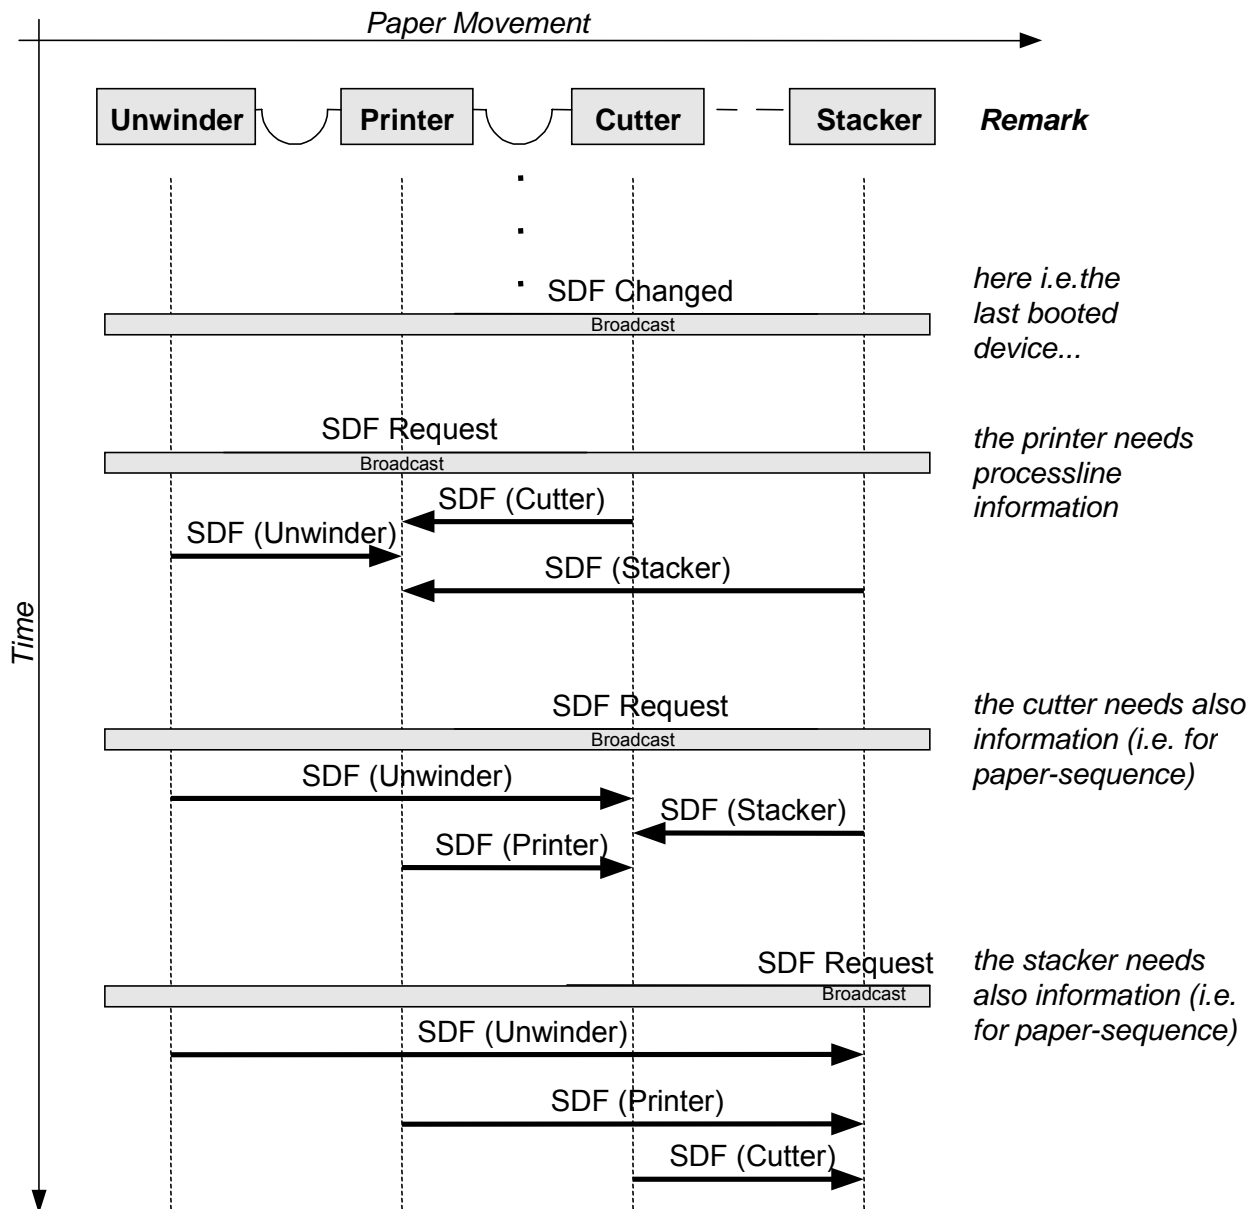 Paper Movement
Unwinder
Printer
Cutter
Stacker
Remark
SDF Changed
Broadcast
here i.e.the
last booted
device...
SDF Request
Broadcast
the printer needs
processline
information
SDF (Cutter)
SDF (Unwinder)
SDF (Stacker)
Time
SDF Request
Broadcast
the cutter needs also
information (i.e. for
paper-sequence)
SDF (Unwinder)
SDF (Stacker)
SDF (Printer)
SDF Request
Broadcast
the stacker needs
also information (i.e.
for paper-sequence)
SDF (Unwinder)
SDF (Printer)
SDF (Cutter)